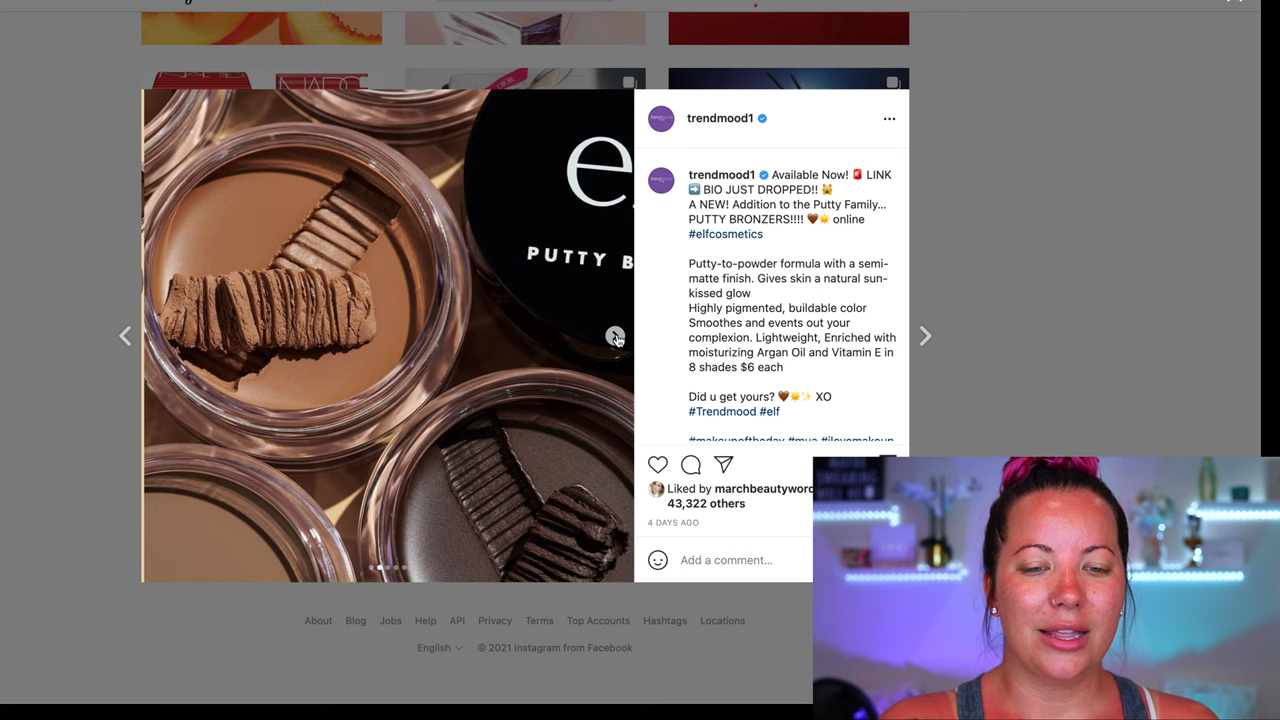 NARS
e.
PUTTY B
trendmood1
trendmood1 Available Now! 🚨 LINK
➡️ BIO JUST DROPPED!! 🙀
A NEW! Addition to the Putty Family...
PUTTY BRONZERS!!!! 🤎☀️ online
#elfcosmetics
Putty-to-powder formula with a semi-
matte finish. Gives skin a natural sun-
kissed glow
Highly pigmented, buildable color
Smoothes and events out your
complexion. Lightweight, Enriched with
moisturizing Argan Oil and Vitamin E in
8 shades $6 each
Did u get yours? 🤎☀️✨ XO
#Trendmood #elf
#makeupoftheday #mua #ilovemakeup
Liked by marchbeautyword
43,322 others
4 DAYS AGO
Add a comment...
About Blog Jobs Help API Privacy Terms Top Accounts Hashtags Locations
English © 2021 Instagram from Facebook